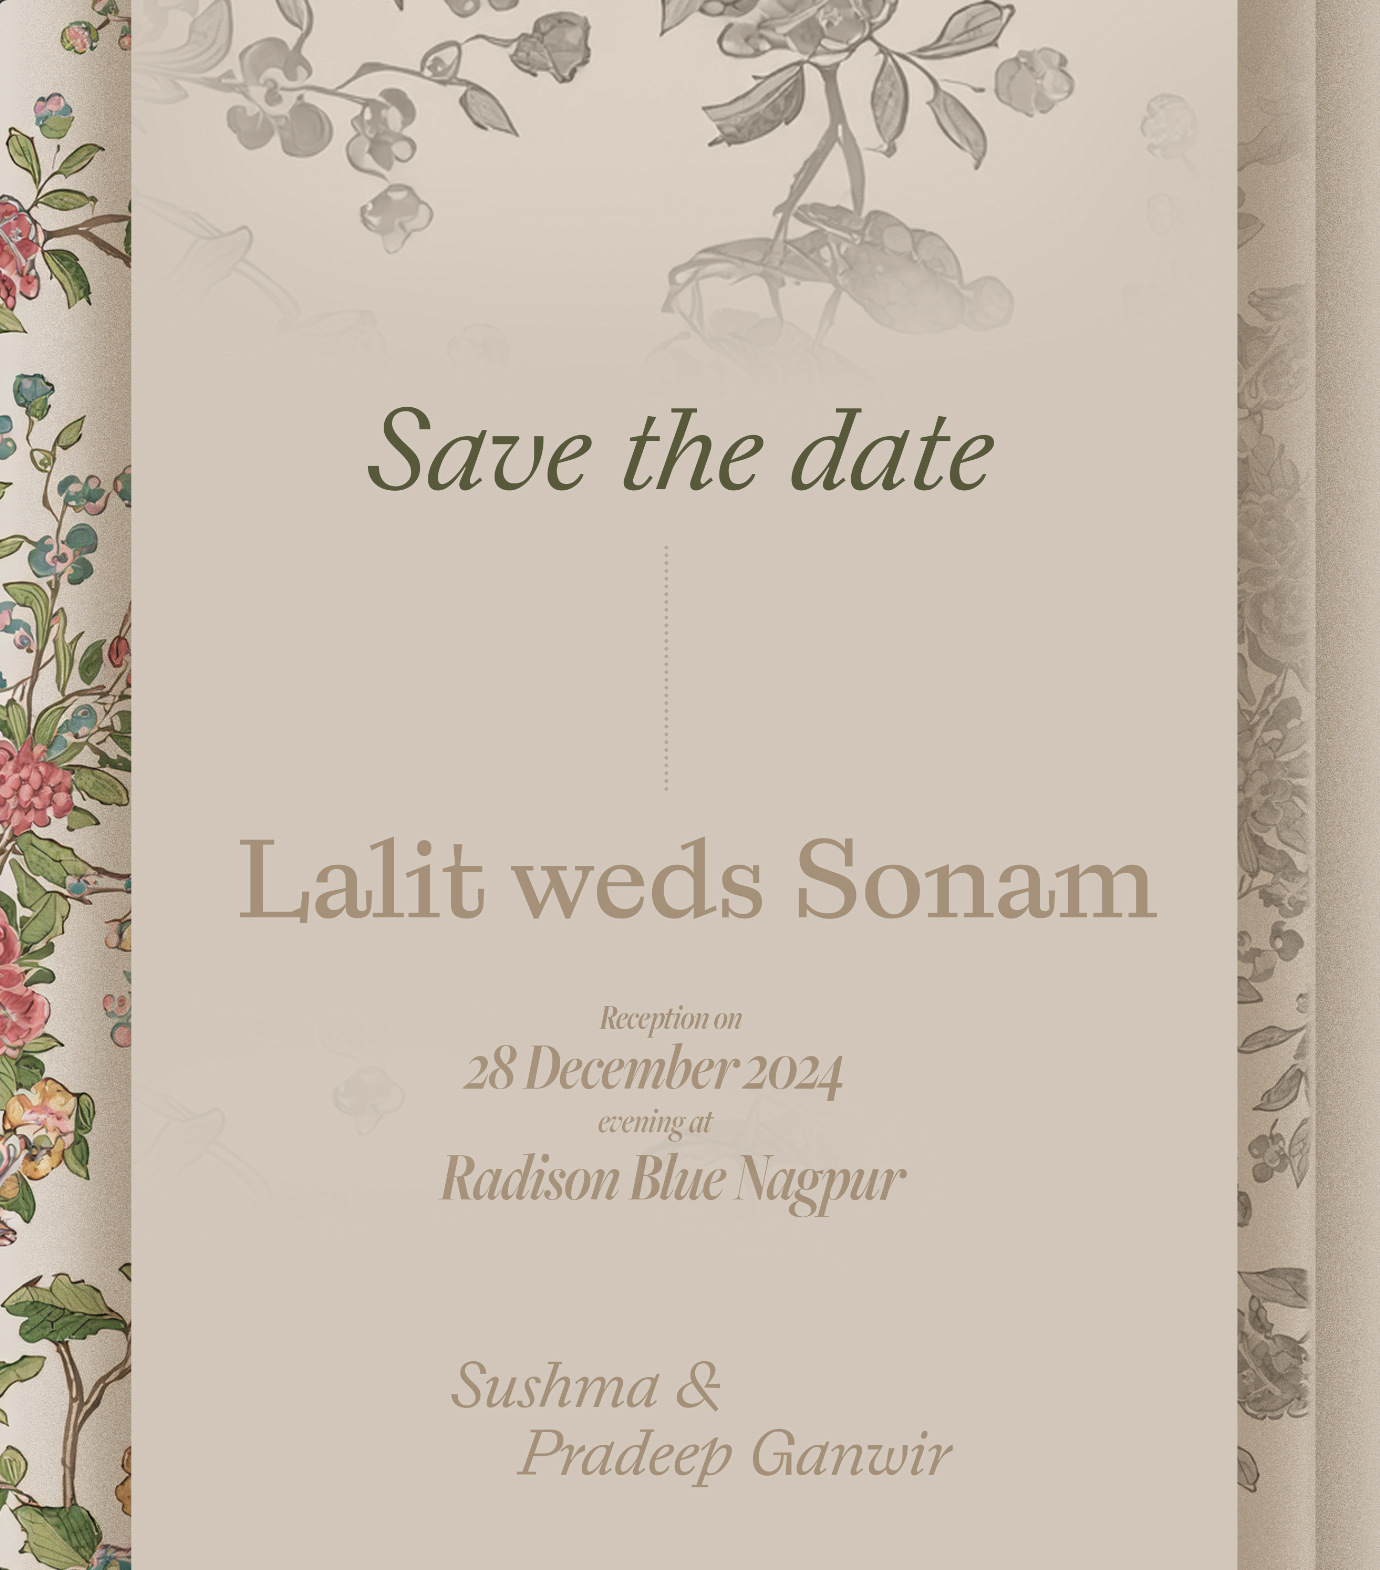 Save the date
Lalit weds Sonam
Reception on
28 December 2024
evening at
Radison Blue Nagpur
Sushma &
Pradeep Ganwir